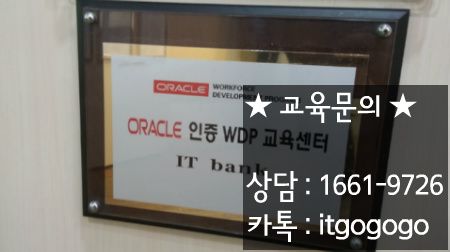 ORACLE WORKFORCE
DEVELOPMENT PROGRAM
ORACLE 인증 WDP 교육센터
IT bank
★ 교육문의 ★
상담 : 1661-9726
카톡 : itgogogo